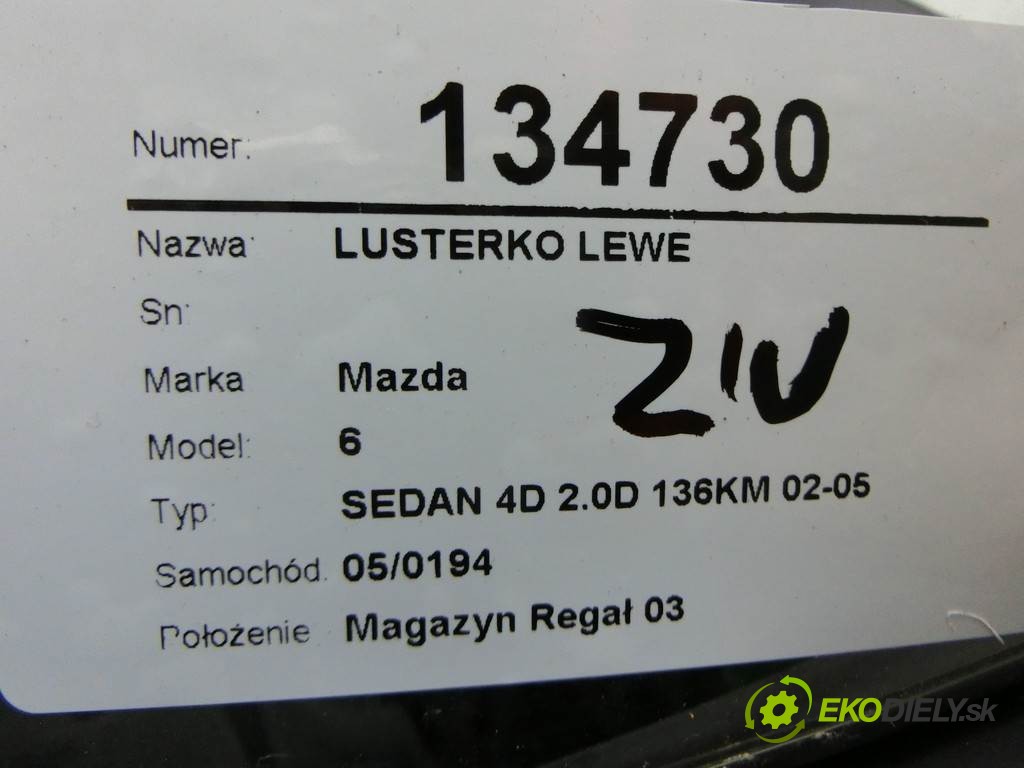 Numer: 134730
Nazwa: LUSTERKO LEWE
Sn:
Marka Mazda
Model: 6
Typ: SEDAN 4D 2.0D 136KM 02-05
Samochód. 05/0194
Położenie Magazyn Regał 03
EKODIELY.sk